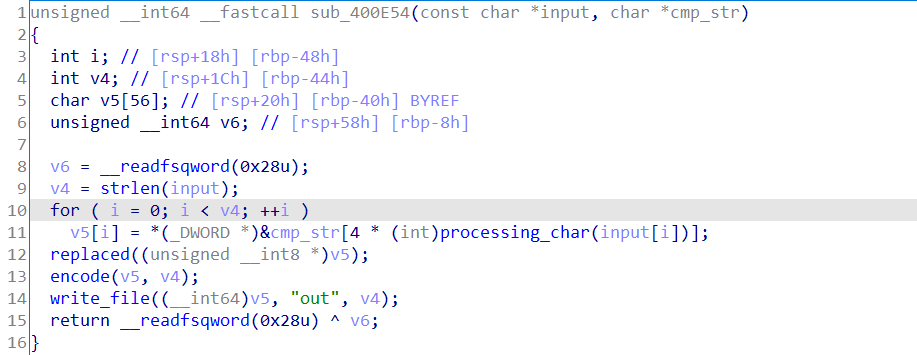 1 unsigned __int64 __fastcall sub_400E54(const char *input, char *cmp_str)
2 {
3   int i; // [rsp+18h] [rbp-48h]
4   int v4; // [rsp+1Ch] [rbp-44h]
5   char v5[56]; // [rsp+20h] [rbp-40h] BYREF
6   unsigned __int64 v6; // [rsp+58h] [rbp-8h]
7
8   v6 = __readfsqword(0x28u);
9   v4 = strlen(input);
10   for ( i = 0; i < v4; ++i )
11     v5[i] = *(_DWORD *)&cmp_str[4 * (int)processing_char(input[i])];
12   replaced((unsigned __int8 *)v5);
13   encode(v5, v4);
14   write_file((__int64)v5, "out", v4);
15   return __readfsqword(0x28u) ^ v6;
16 }